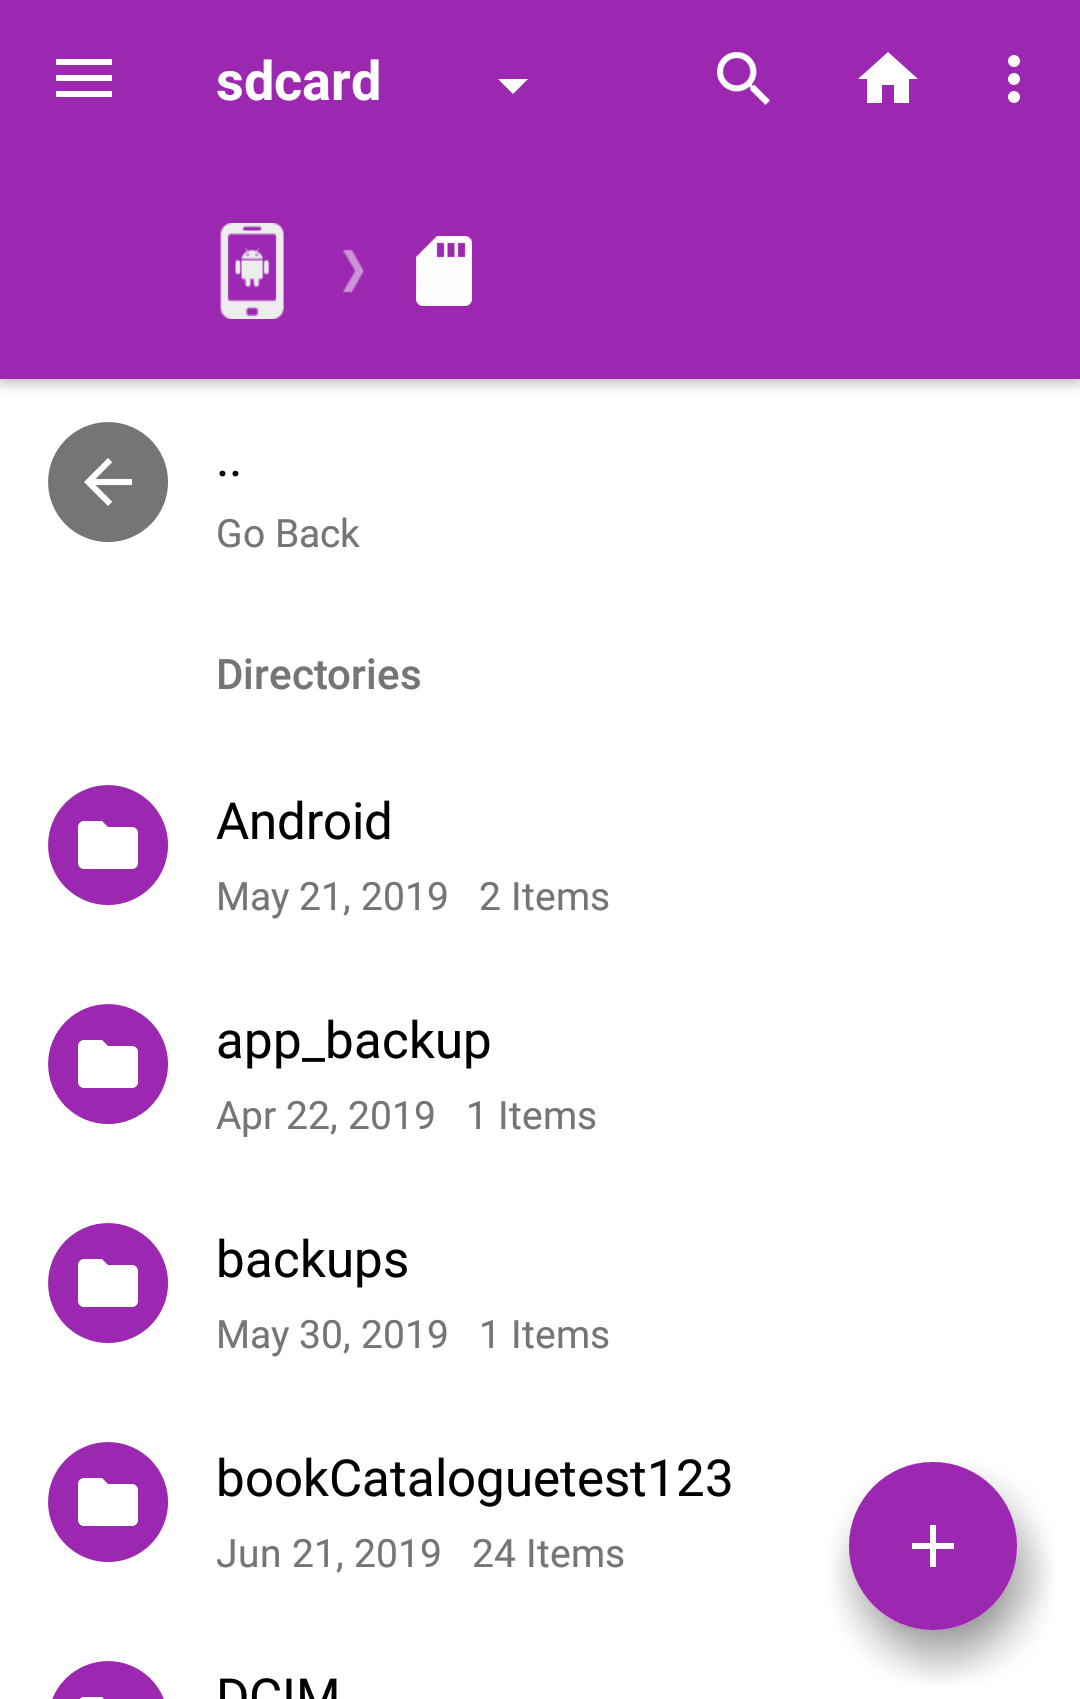 sdcard
..
Go Back
Directories
Android
May 21, 2019 2 Items
app_backup
Apr 22, 2019 1 Items
backups
May 30, 2019 1 Items
bookCataloguetest123
Jun 21, 2019 24 Items
DCIM